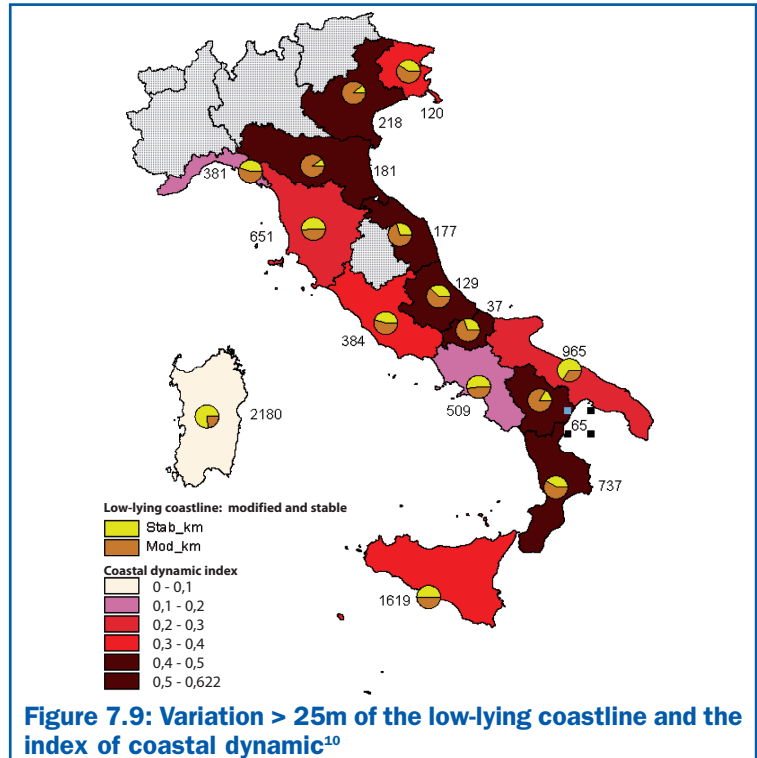 120
218
381
181
651
177
129
37
384
965
509
65
2180
737
Low-lying coastline: modified and stable
Stab_km
Mod_km
Coastal dynamic index
0 - 0,1
0,1 - 0,2
0,2 - 0,3
0,3 - 0,4
0,4 - 0,5
0,5 - 0,622
1619
Figure 7.9: Variation > 25m of the low-lying coastline and the
index of coastal dynamic¹⁰